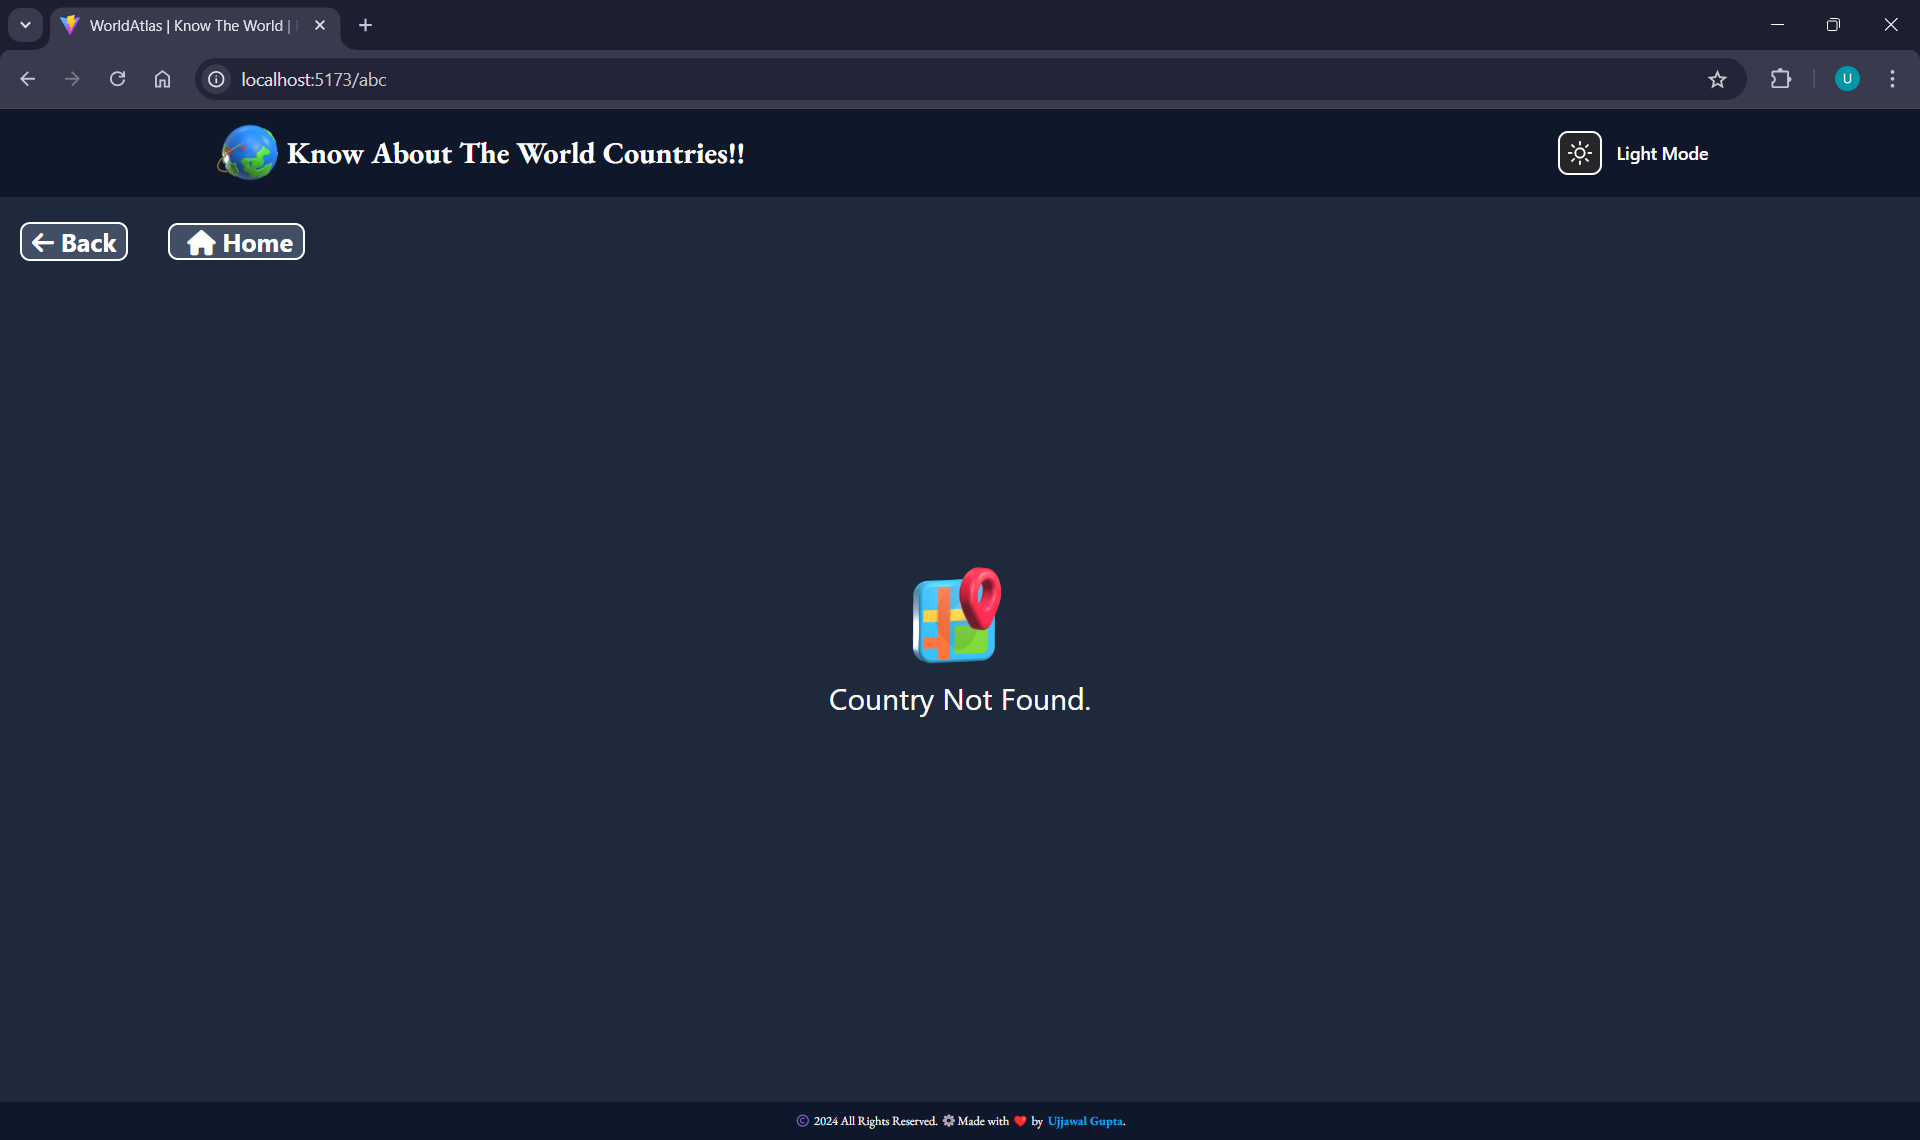 WorldAtlas | Know The World |
localhost:5173/abc
U
Know About The World Countries!!
Light Mode
Back
Home
Country Not Found.
© 2024 All Rights Reserved. Made with ❤️ by Ujjawal Gupta.